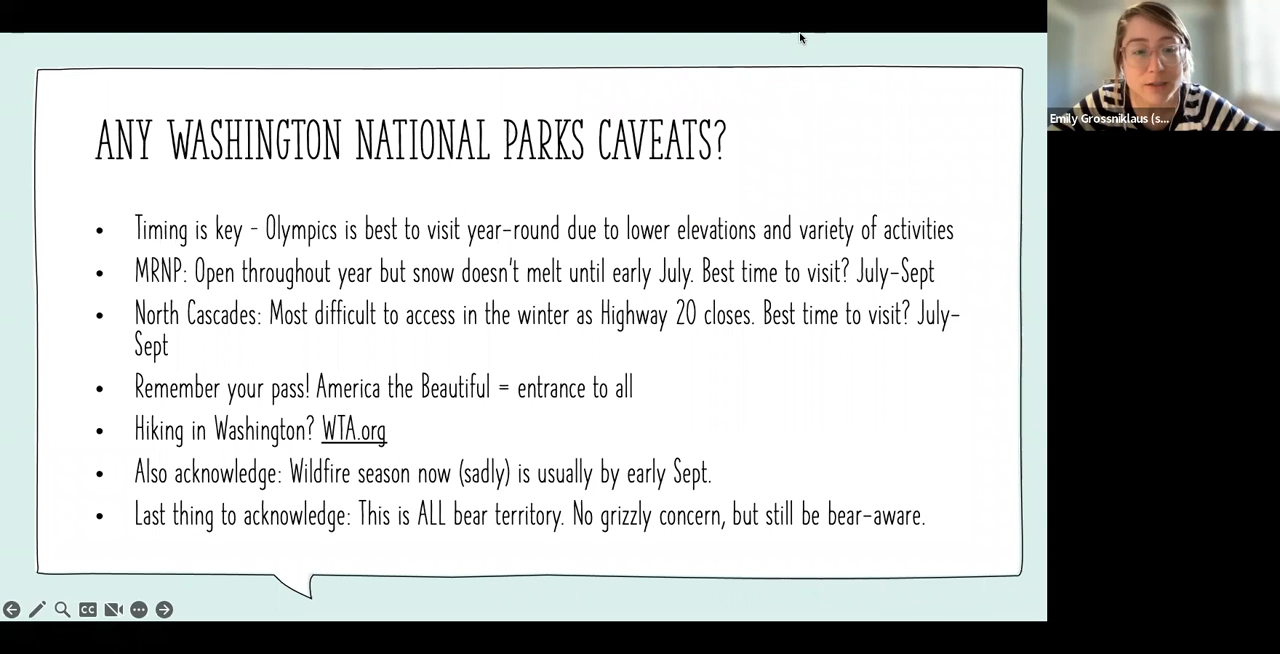 ANY WASHINGTON NATIONAL PARKS CAVEATS?
• Timing is key - Olympics is best to visit year-round due to lower elevations and variety of activities
• MRNP: Open throughout year but snow doesn't melt until early July. Best time to visit? July-Sept
• North Cascades: Most difficult to access in the winter as Highway 20 closes. Best time to visit? July-
Sept
• Remember your pass! America the Beautiful = entrance to all
• Hiking in Washington? WTA.org
• Also acknowledge: Wildfire season now (sadly) is usually by early Sept.
• Last thing to acknowledge: This is ALL bear territory. No grizzly concern, but still be bear-aware.
Emily Grossniklaus (s...
CC